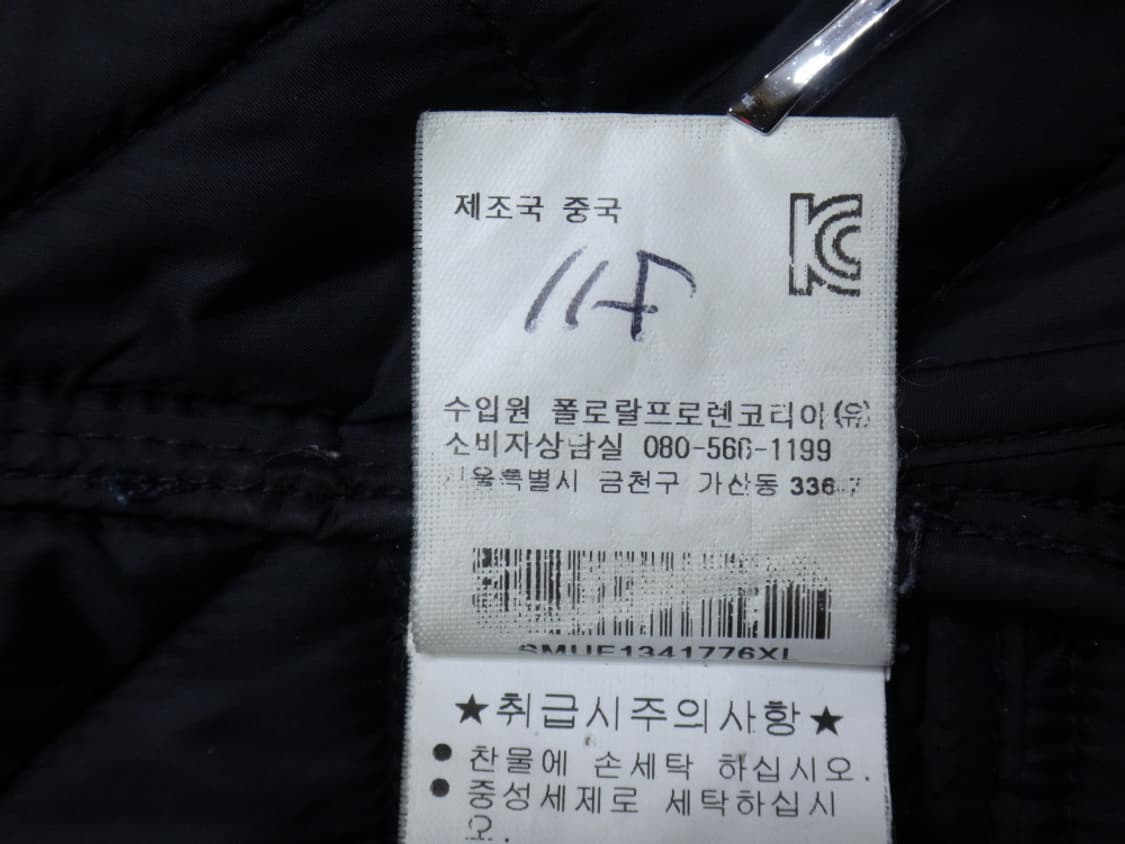 제조국 중국
KC
수입원 폴로랄프로렌코리아(유)
소비자상담실 080-566-1199
서울특별시 금천구 가산동 336-7
SMUE1341776XL
★취급시주의사항★
● 찬물에 손세탁 하십시오.
● 중성세제로 세탁하십시
오.